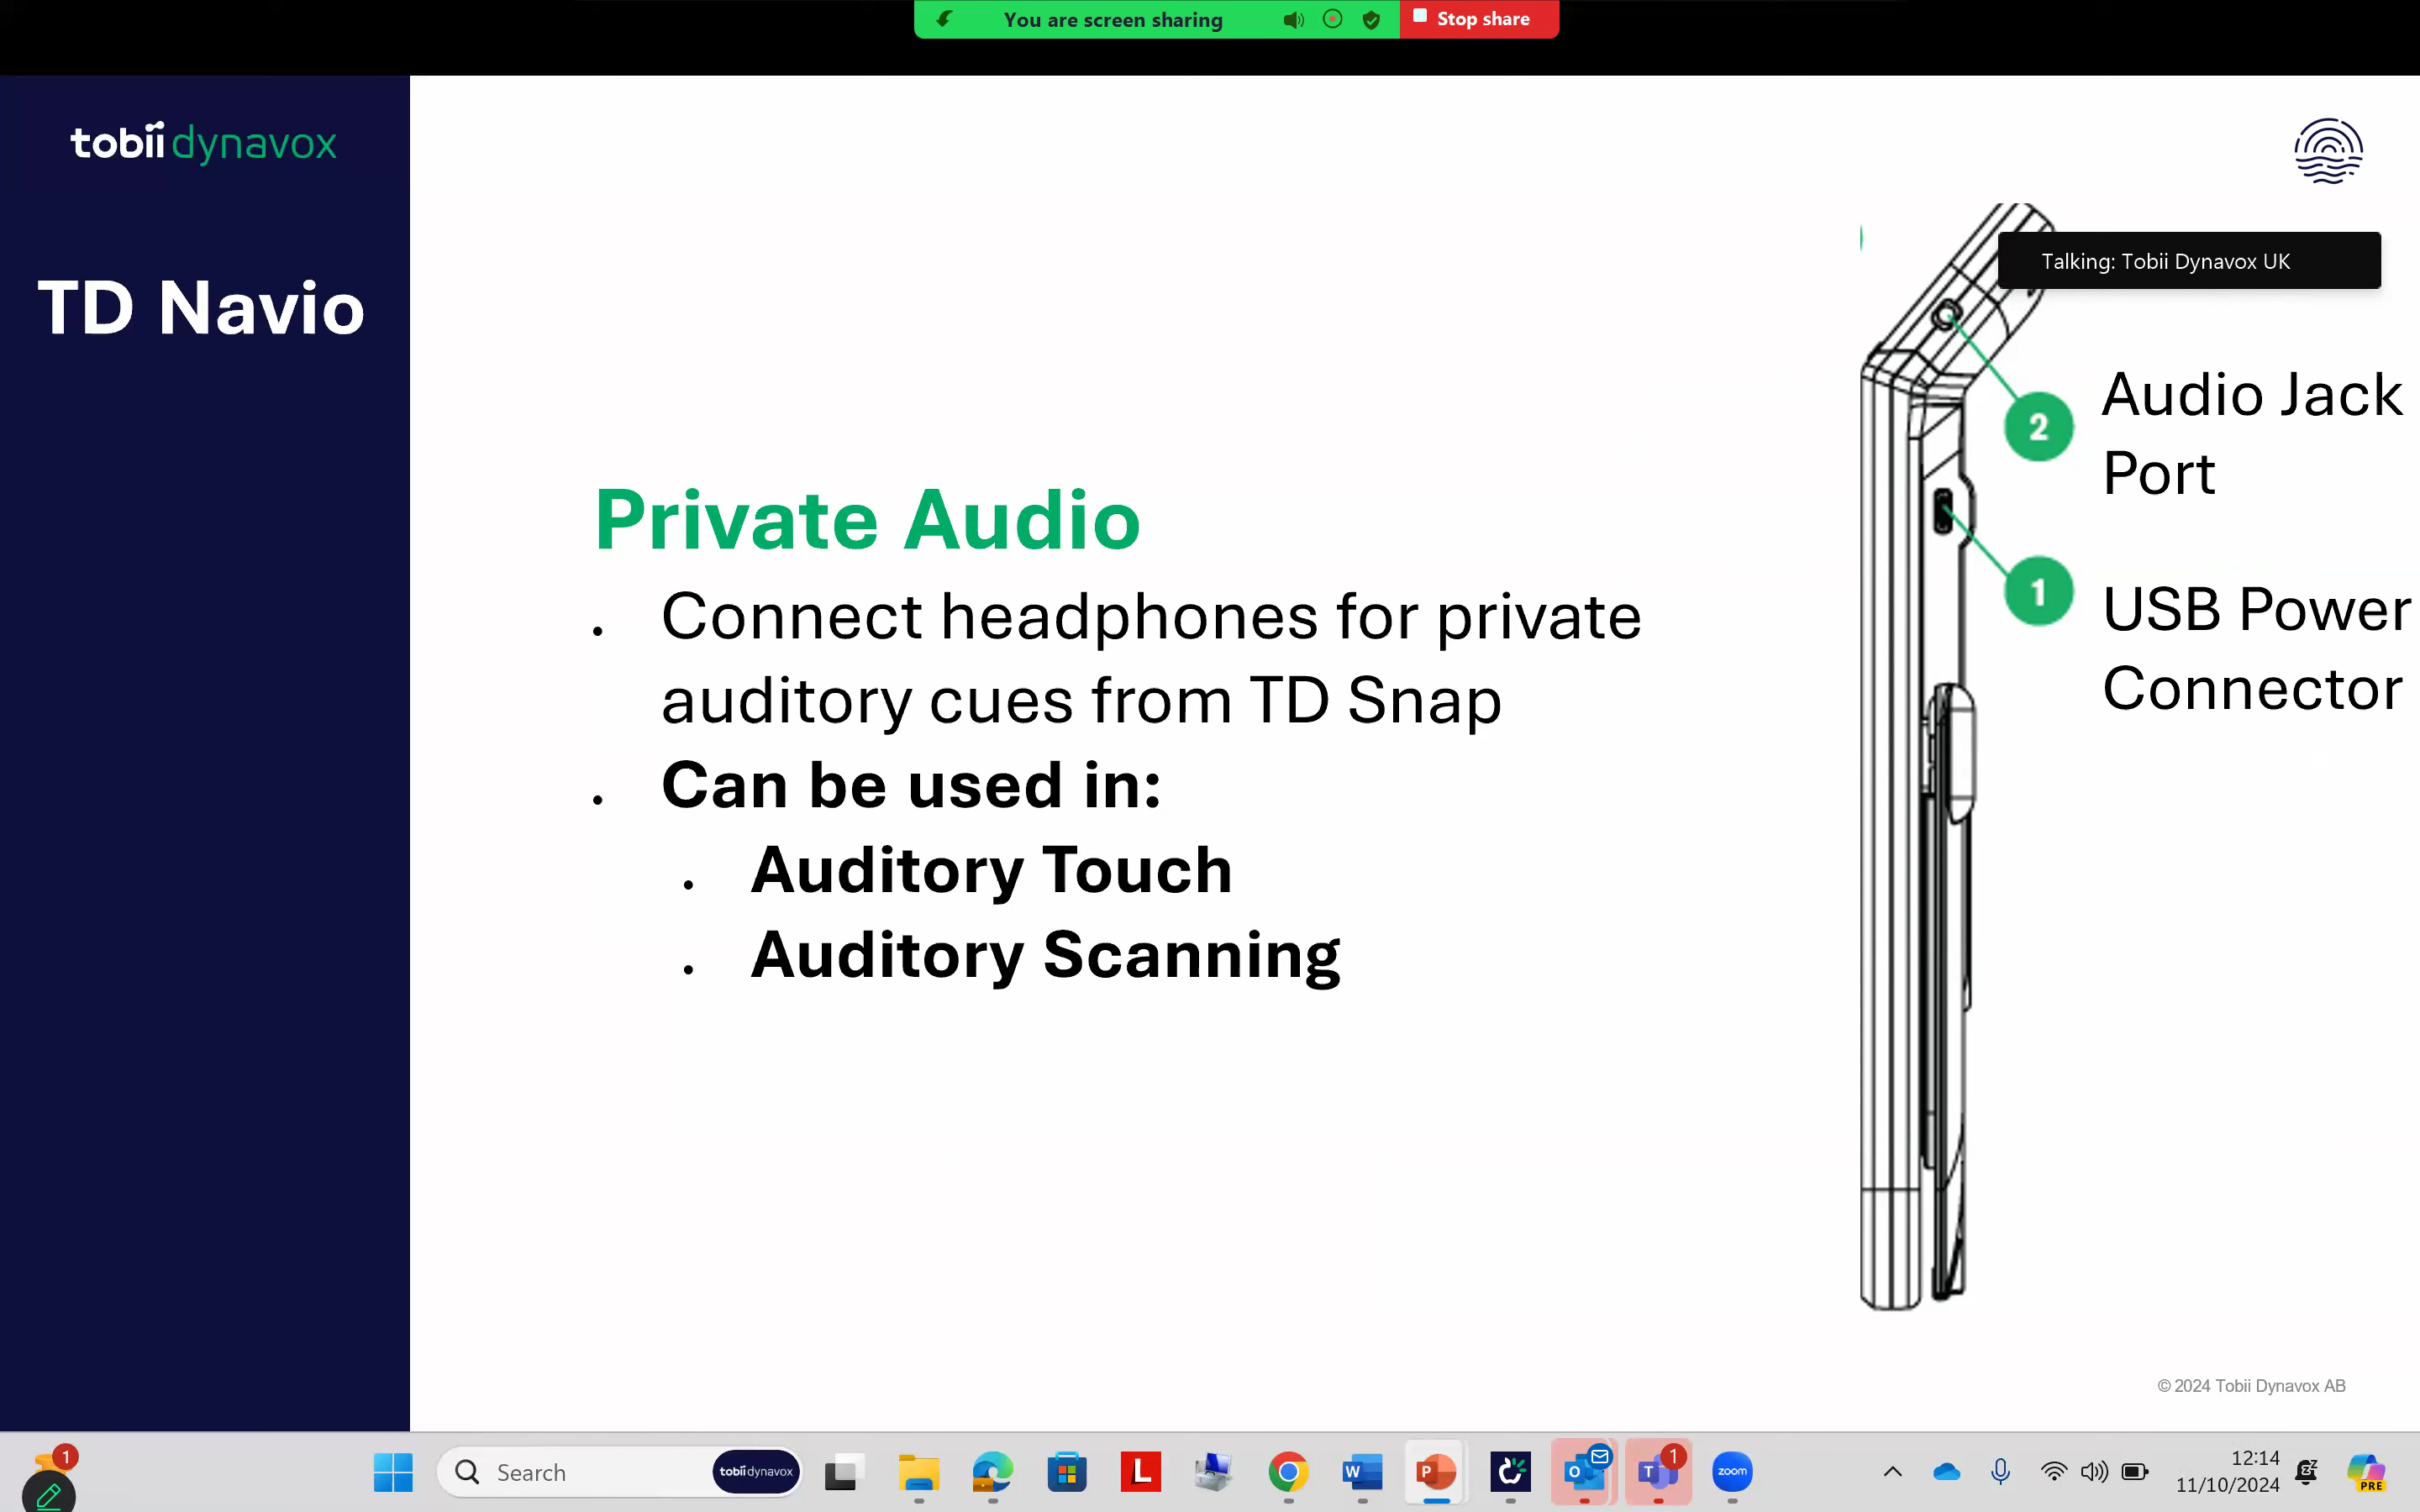 You are screen sharing
Stop share
tobii dynavox
Talking: Tobii Dynavox UK
TD Navio
2
Audio Jack
Port
Private Audio
1
USB Power
Connector
• Connect headphones for private
auditory cues from TD Snap
• Can be used in:
• Auditory Touch
• Auditory Scanning
© 2024 Tobii Dynavox AB
1
Search
tobii dynavox
L
W
P
O
T
1
zoom
12:14
11/10/2024
PRE